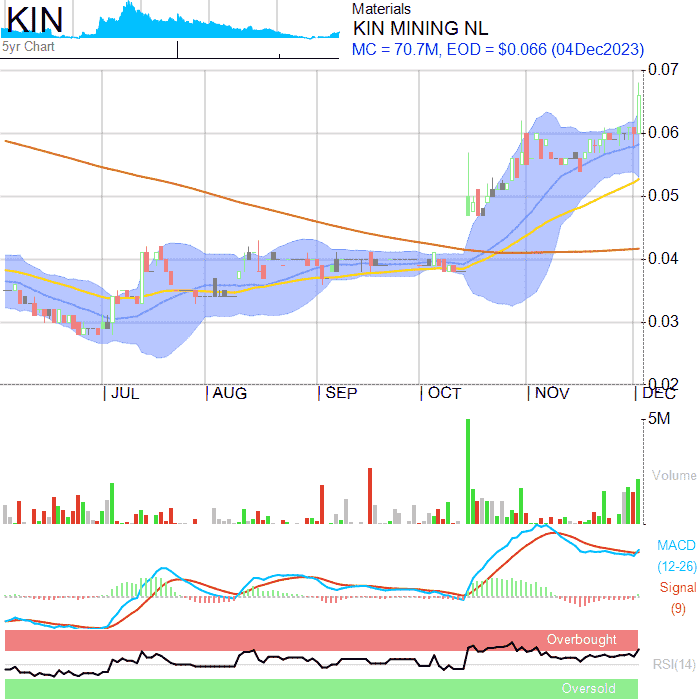 KIN
5yr Chart
Materials
KIN MINING NL
MC = 70.7M, EOD = $0.066 (04Dec2023)
0.07
0.06
0.05
0.04
0.03
0.02
JUL
AUG
SEP
OCT
NOV
DEC
5M
Volume
MACD
(12-26)
Signal
(9)
Overbought
RSI(14)
Oversold